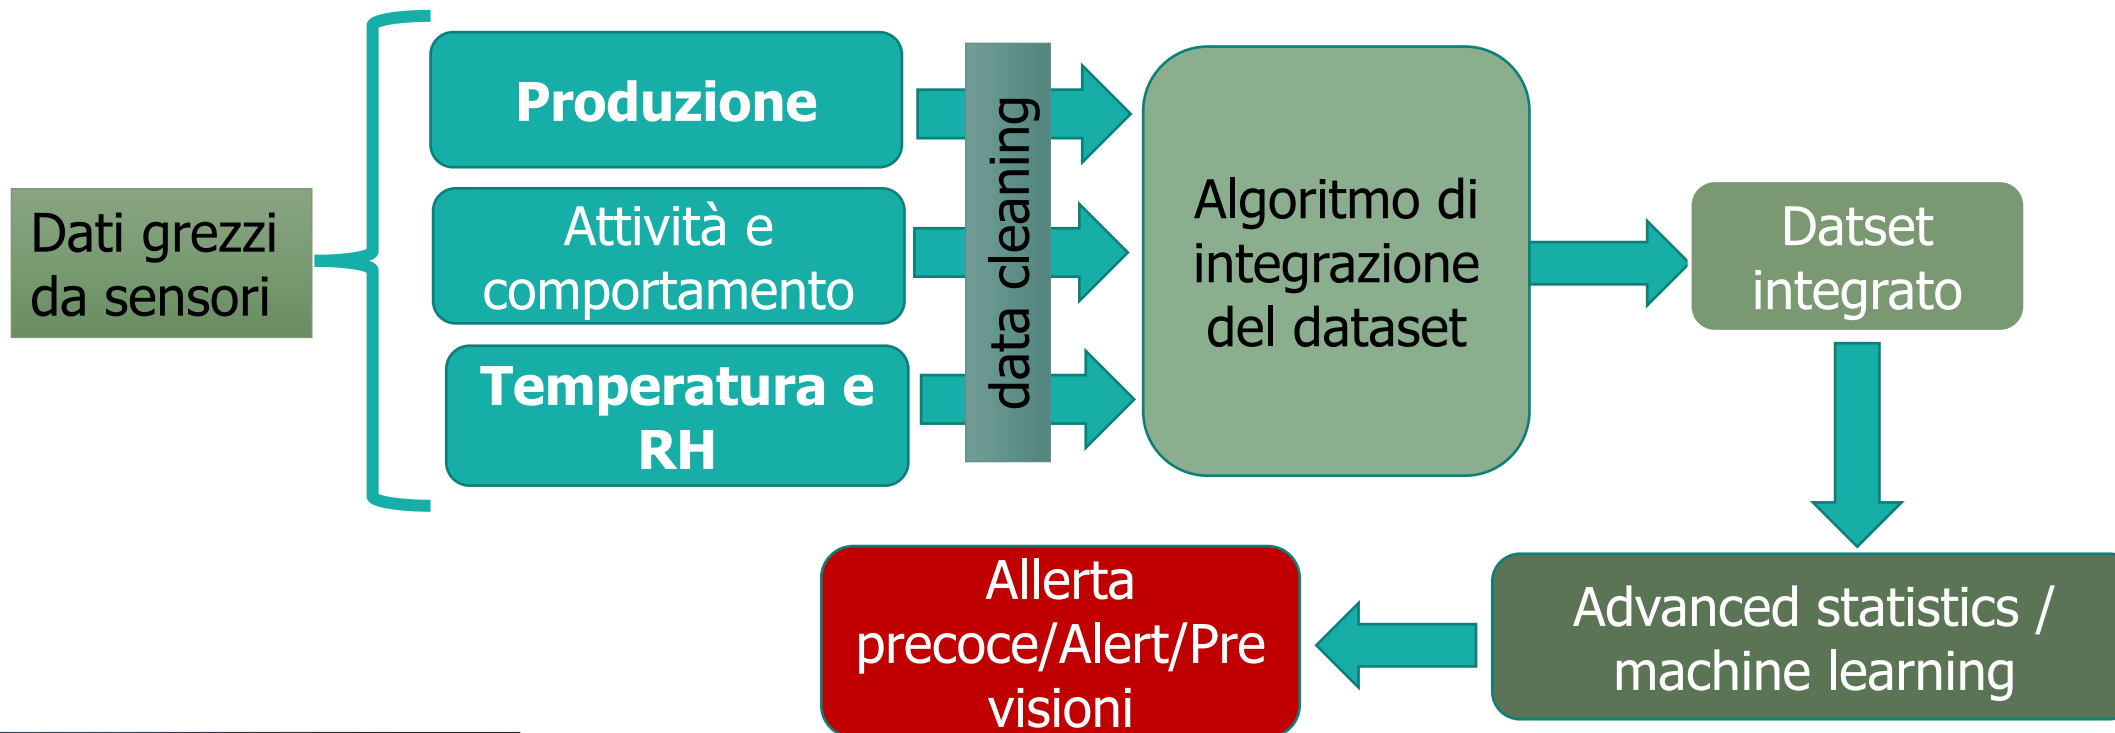 Dati grezzi
da sensori
Produzione
Attività e
comportamento
Temperatura e
RH
data cleaning
Algoritmo di
integrazione
del dataset
Datset
integrato
Advanced statistics /
machine learning
Allerta
precoce/Alert/Pre
visioni